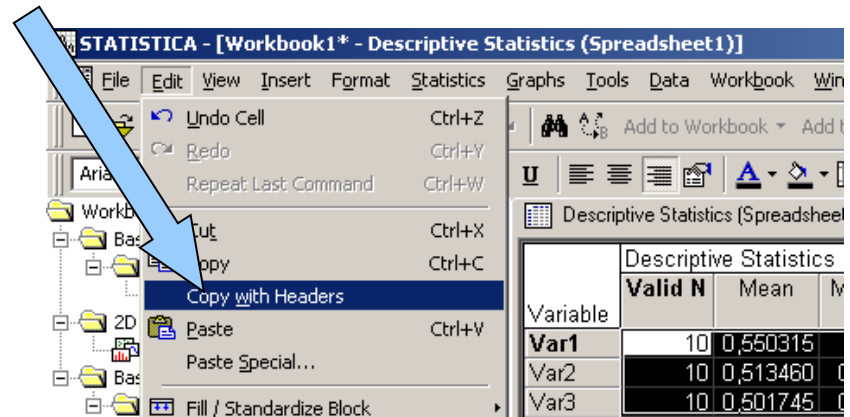 STATISTICA - [Workbook1* - Descriptive Statistics (Spreadsheet1)]
File Edit View Insert Format Statistics Graphs Tools Data Workbook
Undo Cell Ctrl+Z
Add to Workbook
Redo Ctrl+Y
Repeat Last Command Ctrl+W
U A
Cut Ctrl+X
Descriptive Statistics
Copy Ctrl+C
Copy with Headers
2D
Paste Ctrl+V
Paste Special...
Fill / Standardize Block
Descriptive Statistics
Valid N Mean
Variable
Var1 10 0,550315
Var2 10 0,513460
Var3 10 0,501745